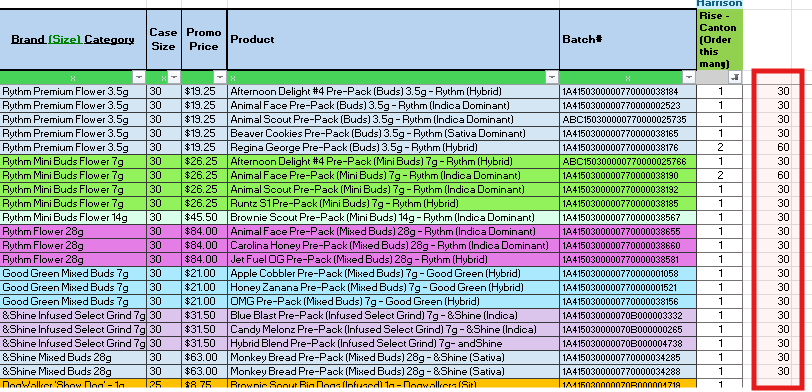 Harrison
Brand (Size) Category Case Size Promo Price Product Batch# Rise - Canton (Order this mang)
x x x x x
Rythm Premium Flower 3.5g 30 $19.25 Afternoon Delight #4 Pre-Pack (Buds) 3.5g - Rythm (Hybrid) 1A4150300000770000038184 1 30
Rythm Premium Flower 3.5g 30 $19.25 Animal Face Pre-Pack (Buds) 3.5g - Rythm (Indica Dominant) 1A4150300000770000002523 1 30
Rythm Premium Flower 3.5g 30 $19.25 Animal Scout Pre-Pack (Buds) 3.5g - Rythm (Indica Dominant) ABC150300000770000025735 1 30
Rythm Premium Flower 3.5g 30 $19.25 Beaver Cookies Pre-Pack (Buds) 3.5g - Rythm (Sativa Dominant) 1A4150300000770000038165 1 30
Rythm Premium Flower 3.5g 30 $19.25 Regina George Pre-Pack (Buds) 3.5g - Rythm (Hybrid) 1A4150300000770000038176 2 60
Rythm Mini Buds Flower 7g 30 $26.25 Afternoon Delight #4 Pre-Pack (Mini Buds) 7g - Rythm (Hybrid) ABC150300000770000025766 1 30
Rythm Mini Buds Flower 7g 30 $26.25 Animal Face Pre-Pack (Mini Buds) 7g - Rythm (Indica Dominant) 1A4150300000770000038190 2 60
Rythm Mini Buds Flower 7g 30 $26.25 Animal Scout Pre-Pack (Mini Buds) 7g - Rythm (Indica Dominant) 1A4150300000770000038192 1 30
Rythm Mini Buds Flower 7g 30 $26.25 Runtz S1 Pre-Pack (Mini Buds) 7g - Rythm (Hybrid) 1A4150300000770000038185 1 30
Rythm Mini Buds Flower 14g 30 $45.50 Brownie Scout Pre-Pack (Mini Buds) 14g - Rythm (Indica Dominant) 1A4150300000770000038567 1 30
Rythm Flower 28g 30 $84.00 Animal Face Pre-Pack (Mixed Buds) 28g - Rythm (Indica Dominant) 1A4150300000770000038655 1 30
Rythm Flower 28g 30 $84.00 Carolina Honey Pre-Pack (Mixed Buds) 28g - Rythm (Indica Dominant) 1A4150300000770000038660 1 30
Rythm Flower 28g 30 $84.00 Jet Fuel OG Pre-Pack (Mixed Buds) 28g - Rythm (Hybrid) 1A4150300000770000038581 1 30
Good Green Mixed Buds 7g 30 $21.00 Apple Cobbler Pre-Pack (Mixed Buds) 7g - Good Green (Hybrid) 1A4150300000770000001058 1 30
Good Green Mixed Buds 7g 30 $21.00 Honey Zanana Pre-Pack (Mixed Buds) 7g - Good Green (Hybrid) 1A4150300000770000001521 1 30
Good Green Mixed Buds 7g 30 $21.00 OMG Pre-Pack (Mixed Buds) 7g - Good Green (Hybrid) 1A4150300000770000038156 1 30
&Shine Infused Select Grind 7g 30 $31.50 Blue Blast Pre-Pack (Infused Select Grind) 7g - &Shine (Indica) 1A415030000070B000003332 1 30
&Shine Infused Select Grind 7g 30 $31.50 Candy Melonz Pre-Pack (Infused Select Grind) 7g - &Shine (Indica) 1A415030000070B000000265 1 30
&Shine Infused Select Grind 7g 30 $31.50 Hybrid Blend Pre-Pack (Infused Select Grind) 7g- andShine 1A415030000070B000004738 1 30
&Shine Mixed Buds 28g 30 $63.00 Monkey Bread Pre-Pack (Mixed Buds) 28g - &Shine (Sativa) 1A4150300000770000034285 1 30
&Shine Mixed Buds 28g 30 $63.00 Monkey Bread Pre-Pack (Mixed Buds) 28g - &Shine (Sativa) 1A4150300000770000034288 1 30
DogWalker 'Show Dog' - 1g 25 $8.75 Brownie Scout Big Dogs (Infused) 1g - Dogwalkers (Sit)